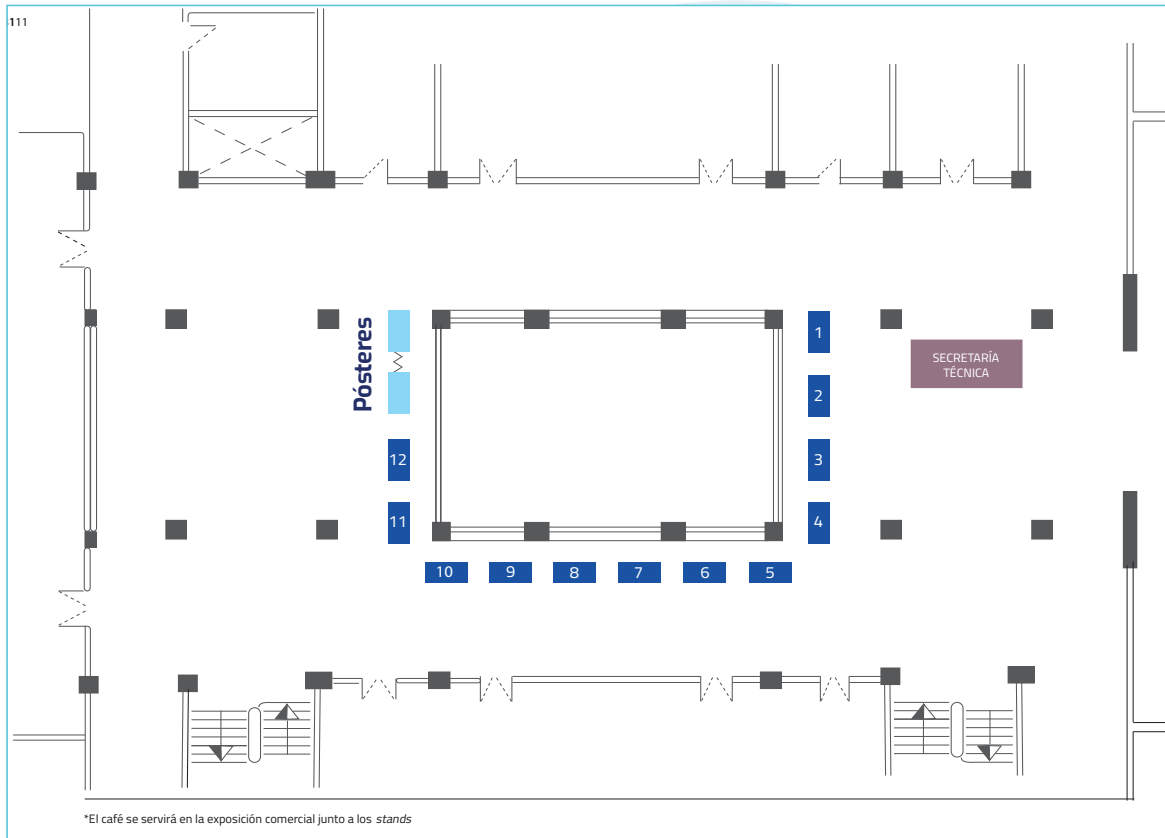 111
Pósteres
1
SECRETARÍA
TÉCNICA
2
12
3
11
4
10 9 8 7 6 5
*El café se servirá en la exposición comercial junto a los stands